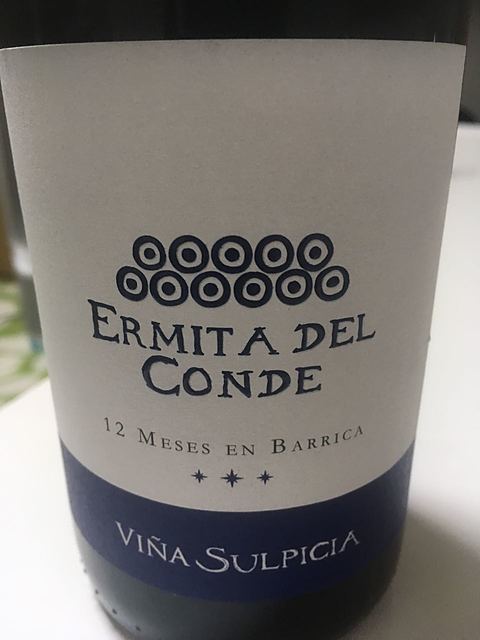 ERMITA DEL
CONDE
12 MESES EN BARRICA
VIÑA SULPICIA